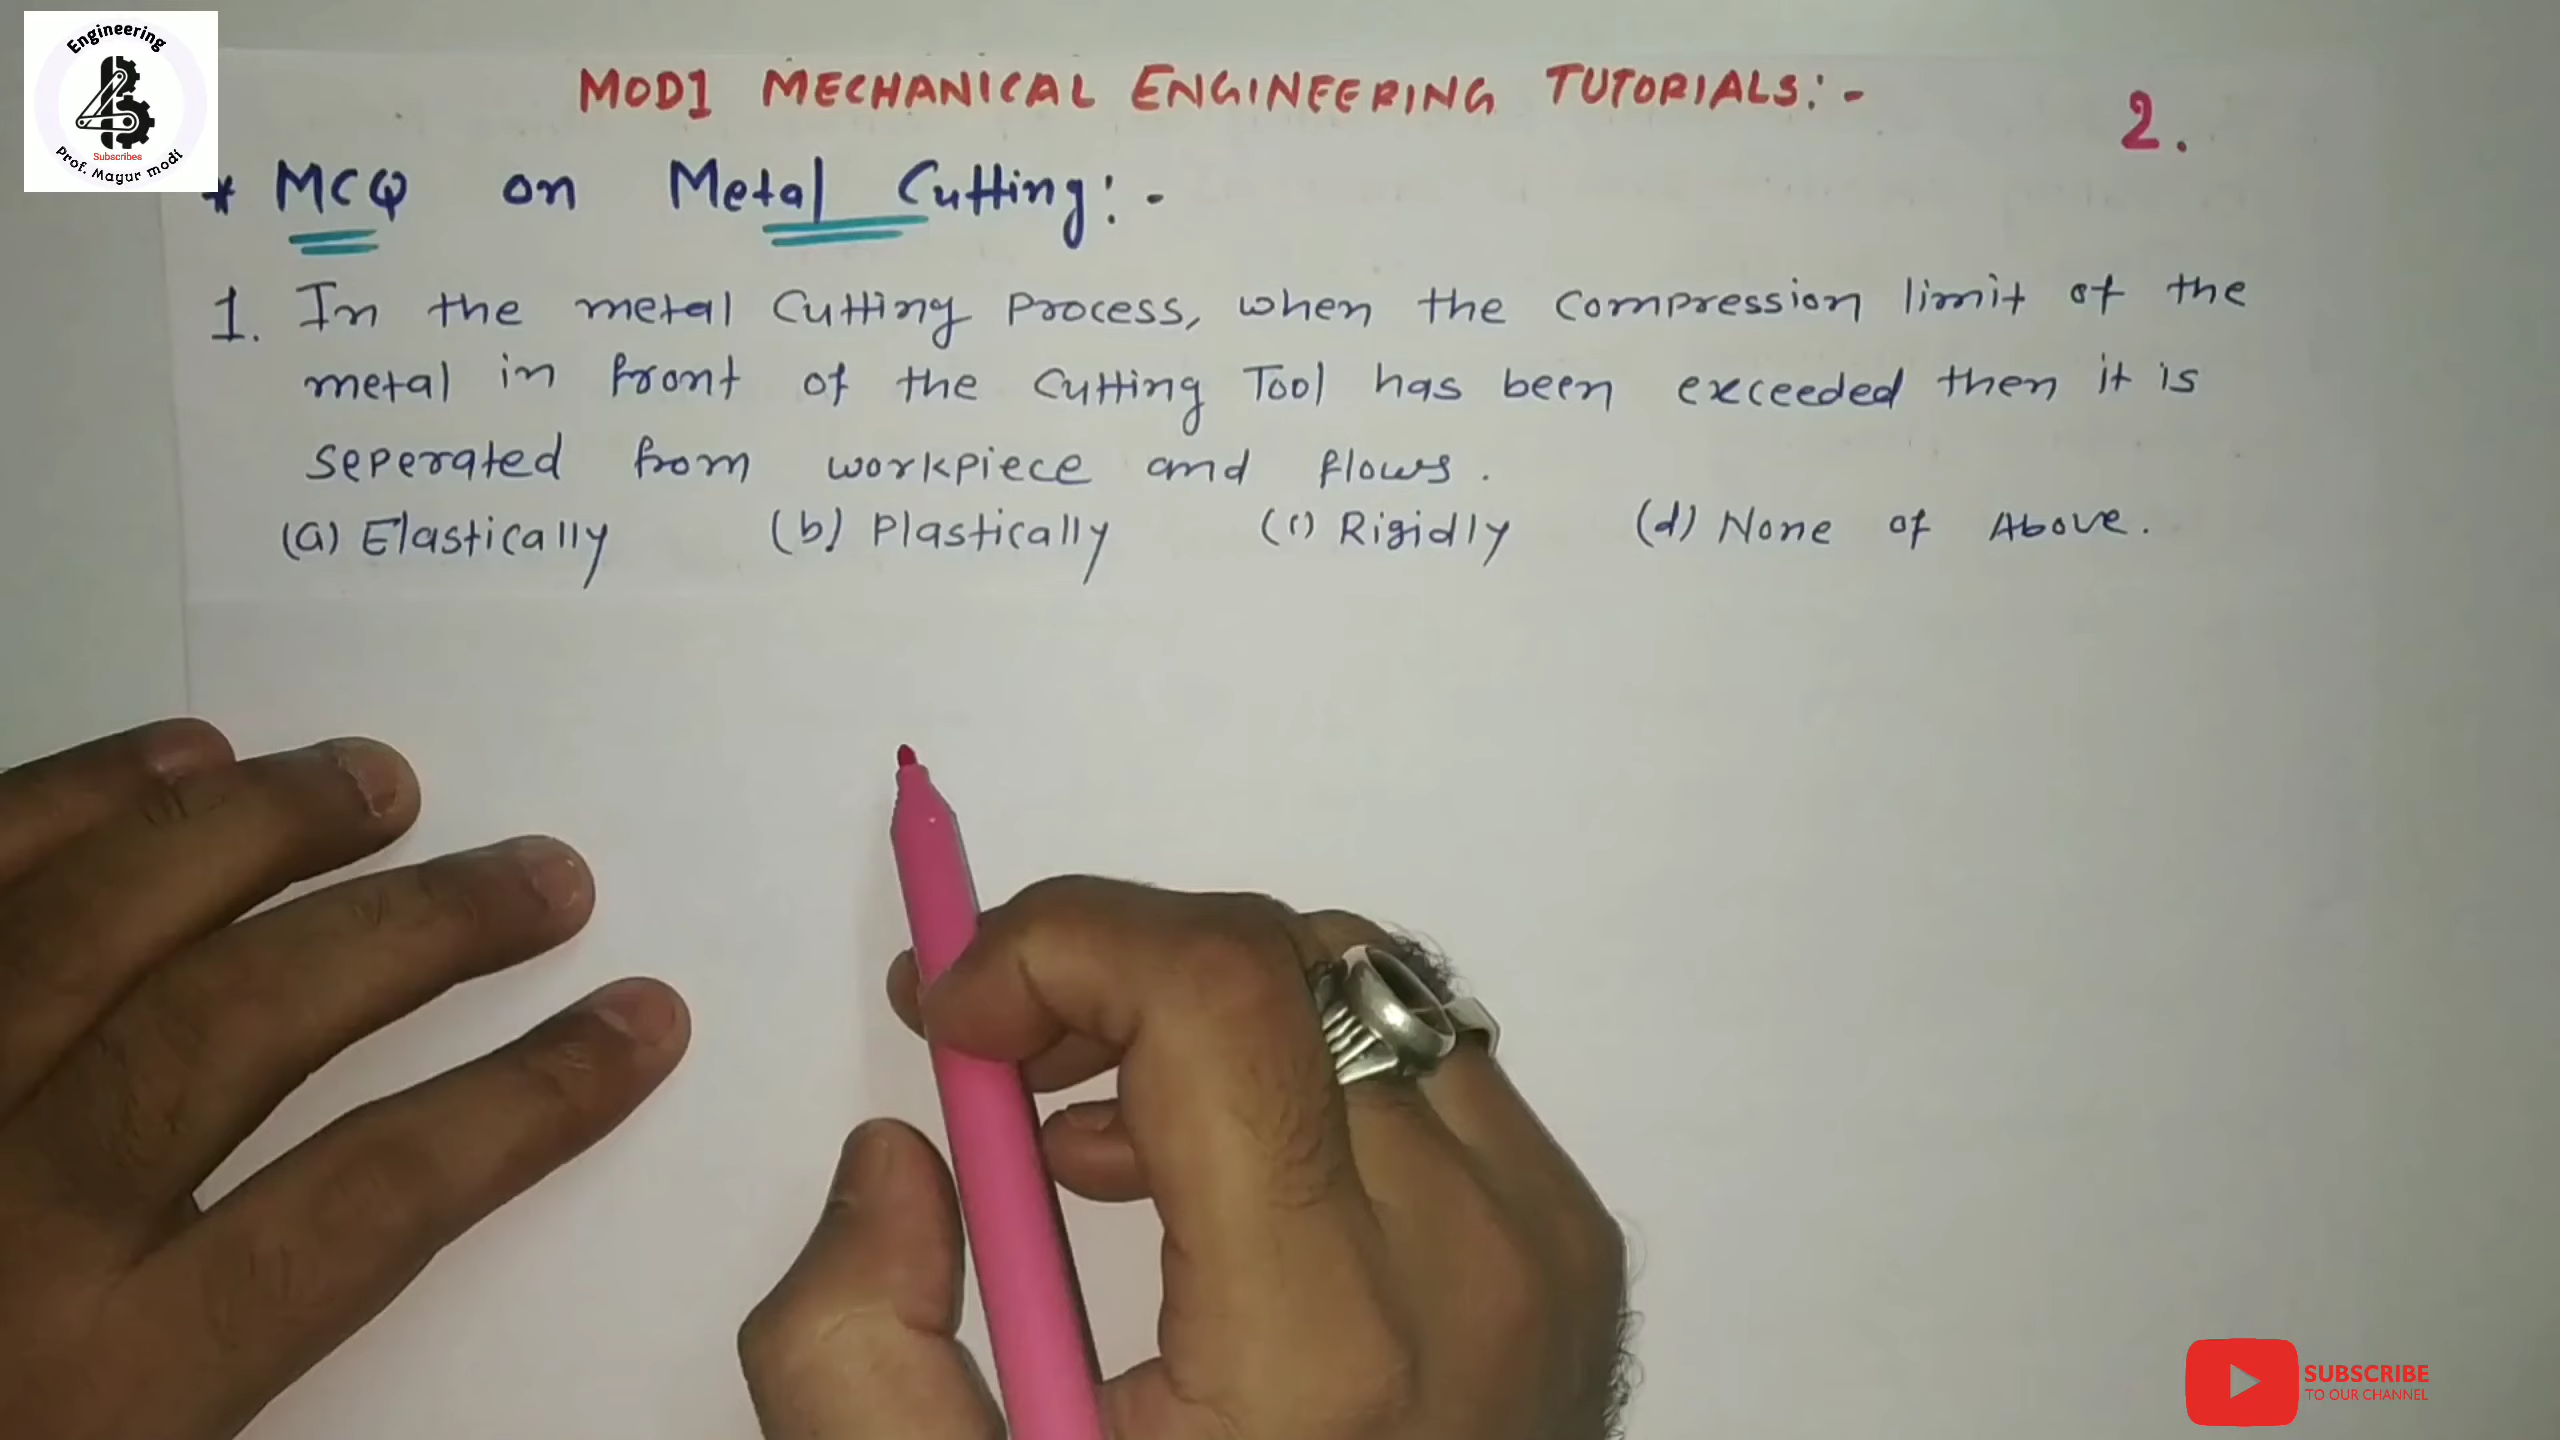 Engineering
Subscribes
Prof. Mayur modi
MODI MECHANICAL ENGINEERING TUTORIALS:-
2.
* MCQ on Metal Cutting:-
1. In the metal cutting process, when the compression limit of the
metal in front of the cutting Tool has been exceeded then it is
seperated from workpiece and flows.
(a) Elastically (b) Plastically (c) Rigidly (d) None of Above.
SUBSCRIBE
TO OUR CHANNEL